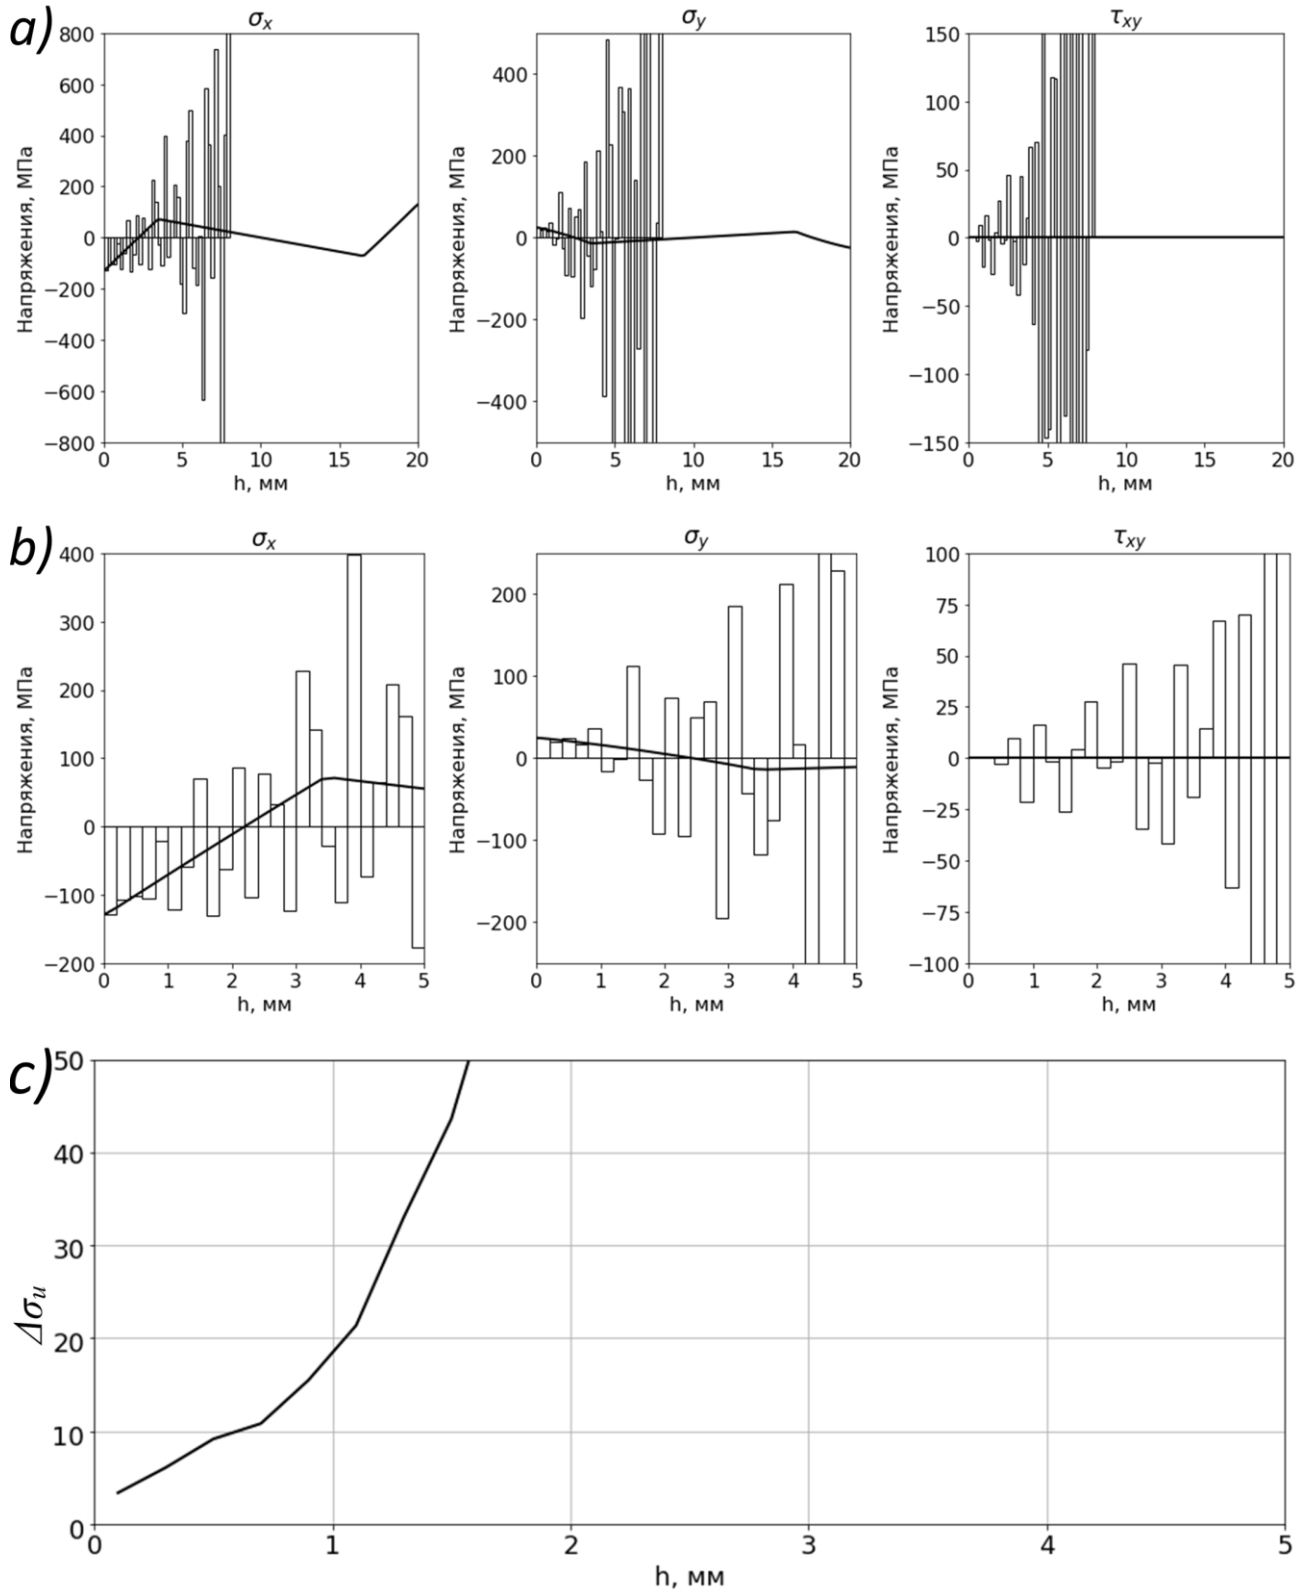 a)
σx
Напряжения, МПа
800
600
400
200
0
−200
−400
−600
−800
0 5 10 15 20
h, мм
σy
Напряжения, МПа
400
200
0
−200
−400
0 5 10 15 20
h, мм
τxy
Напряжения, МПа
150
100
50
0
−50
−100
−150
0 5 10 15 20
h, мм
b)
σx
Напряжения, МПа
400
300
200
100
0
−100
−200
0 1 2 3 4 5
h, мм
σy
Напряжения, МПа
200
100
0
−100
−200
0 1 2 3 4 5
h, мм
τxy
Напряжения, МПа
100
75
50
25
0
−25
−50
−75
−100
0 1 2 3 4 5
h, мм
c)
Δσu
50
40
30
20
10
0
0 1 2 3 4 5
h, мм